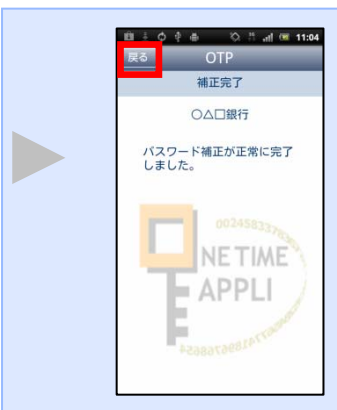 11:04
戻る
OTP
補正完了
○△□銀行
パスワード補正が正常に完了
しました。
NE TIME
APPLI